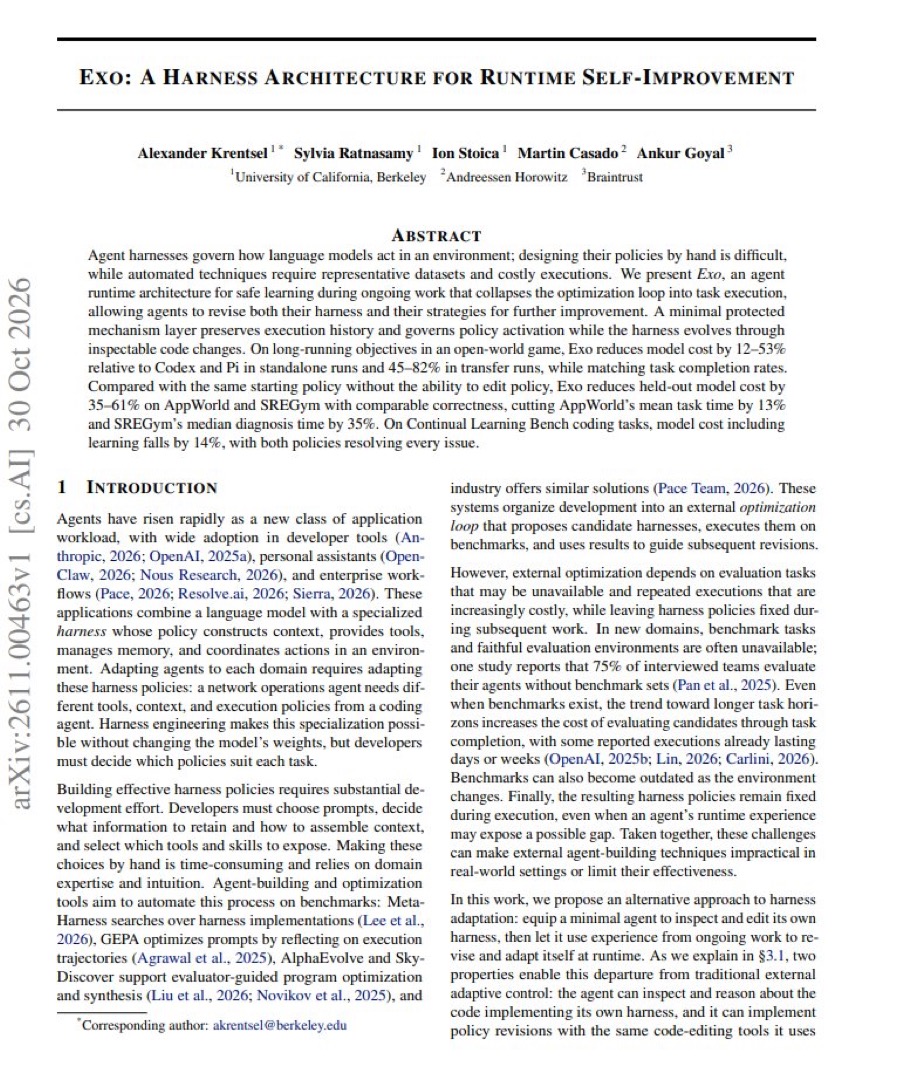 EXO: A HARNESS ARCHITECTURE FOR RUNTIME SELF-IMPROVEMENT
Alexander Krentsel 1 * Sylvia Ratnasamy 1 Ion Stoica 1 Martin Casado 2 Ankur Goyal 3
1University of California, Berkeley 2Andreessen Horowitz 3Braintrust
ABSTRACT
Agent harnesses govern how language models act in an environment; designing their policies by hand is difficult,
while automated techniques require representative datasets and costly executions. We present Exo, an agent
runtime architecture for safe learning during ongoing work that collapses the optimization loop into task execution,
allowing agents to revise both their harness and their strategies for further improvement. A minimal protected
mechanism layer preserves execution history and governs policy activation while the harness evolves through
inspectable code changes. On long-running objectives in an open-world game, Exo reduces model cost by 12–53%
relative to Codex and Pi in standalone runs and 45–82% in transfer runs, while matching task completion rates.
Compared with the same starting policy without the ability to edit policy, Exo reduces held-out model cost by
35–61% on AppWorld and SREGym with comparable correctness, cutting AppWorld's mean task time by 13%
and SREGym's median diagnosis time by 35%. On Continual Learning Bench coding tasks, model cost including
learning falls by 14%, with both policies resolving every issue.
arXiv:2611.00463v1 [cs.AI] 30 Oct 2026
1 INTRODUCTION
Agents have risen rapidly as a new class of application
workload, with wide adoption in developer tools (An-
thropic, 2026; OpenAI, 2025a), personal assistants (Open-
Claw, 2026; Nous Research, 2026), and enterprise work-
flows (Pace, 2026; Resolve.ai, 2026; Sierra, 2026). These
applications combine a language model with a specialized
harness whose policy constructs context, provides tools,
manages memory, and coordinates actions in an environ-
ment. Adapting agents to each domain requires adapting
these harness policies: a network operations agent needs dif-
ferent tools, context, and execution policies from a coding
agent. Harness engineering makes this specialization possi-
ble without changing the model's weights, but developers
must decide which policies suit each task.
Building effective harness policies requires substantial de-
velopment effort. Developers must choose prompts, decide
what information to retain and how to assemble context,
and select which tools and skills to expose. Making these
choices by hand is time-consuming and relies on domain
expertise and intuition. Agent-building and optimization
tools aim to automate this process on benchmarks: Meta-
Harness searches over harness implementations (Lee et al.,
2026), GEPA optimizes prompts by reflecting on execution
trajectories (Agrawal et al., 2025), AlphaEvolve and Sky-
Discover support evaluator-guided program optimization
and synthesis (Liu et al., 2026; Novikov et al., 2025), and
*Corresponding author: akrentsel@berkeley.edu
industry offers similar solutions (Pace Team, 2026). These
systems organize development into an external optimization
loop that proposes candidate harnesses, executes them on
benchmarks, and uses results to guide subsequent revisions.
However, external optimization depends on evaluation tasks
that may be unavailable and repeated executions that are
increasingly costly, while leaving harness policies fixed dur-
ing subsequent work. In new domains, benchmark tasks
and faithful evaluation environments are often unavailable;
one study reports that 75% of interviewed teams evaluate
their agents without benchmark sets (Pan et al., 2025). Even
when benchmarks exist, the trend toward longer task hori-
zons increases the cost of evaluating candidates through task
completion, with some reported executions already lasting
days or weeks (OpenAI, 2025b; Lin, 2026; Carlini, 2026).
Benchmarks can also become outdated as the environment
changes. Finally, the resulting harness policies remain fixed
during execution, even when an agent's runtime experience
may expose a possible gap. Taken together, these challenges
can make external agent-building techniques impractical in
real-world settings or limit their effectiveness.
In this work, we propose an alternative approach to harness
adaptation: equip a minimal agent to inspect and edit its own
harness, then let it use experience from ongoing work to re-
vise and adapt itself at runtime. As we explain in §3.1, two
properties enable this departure from traditional external
adaptive control: the agent can inspect and reason about the
code implementing its own harness, and it can implement
policy revisions with the same code-editing tools it uses